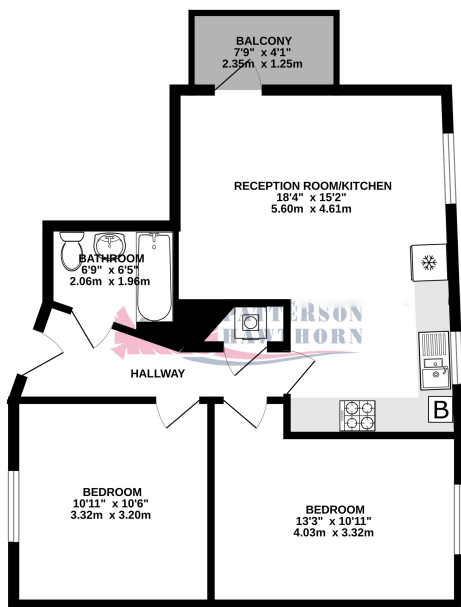 BALCONY
7'9" x 4'1"
2.35m x 1.25m
RECEPTION ROOM/KITCHEN
18'4" x 15'2"
5.60m x 4.61m
BATHROOM
6'9" x 6'5"
2.06m x 1.96m
PATTERSON
HAWTHORN
HALLWAY
B
BEDROOM
10'11" x 10'6"
3.32m x 3.20m
BEDROOM
13'3" x 10'11"
4.03m x 3.32m